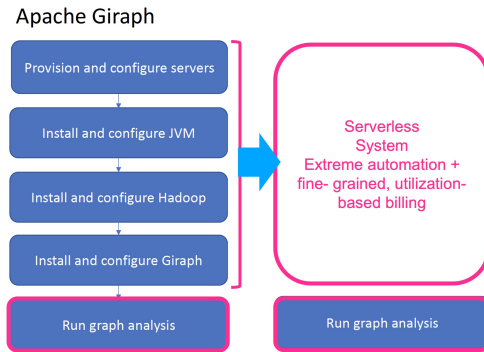 Apache Giraph
Provision and configure servers
Install and configure JVM
Install and configure Hadoop
Install and configure Giraph
Run graph analysis
Serverless
System
Extreme automation +
fine- grained, utilization-
based billing
Run graph analysis